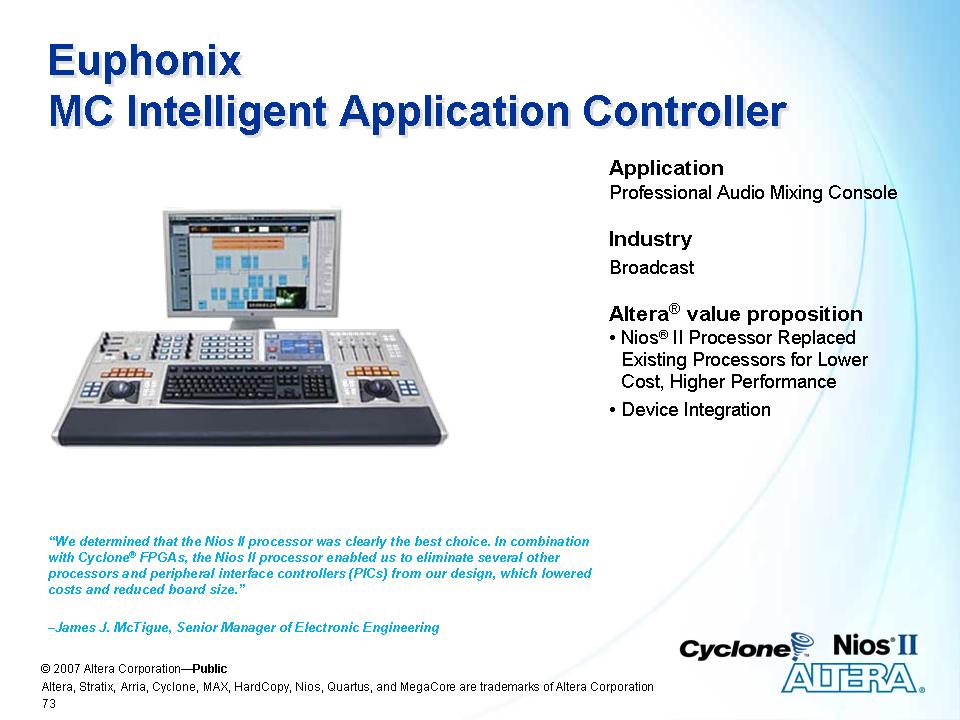 Euphonix
MC Intelligent Application Controller
Application
Professional Audio Mixing Console
Industry
Broadcast
Altera® value proposition
• Nios® II Processor Replaced
Existing Processors for Lower
Cost, Higher Performance
• Device Integration
“We determined that the Nios II processor was clearly the best choice. In combination
with Cyclone® FPGAs, the Nios II processor enabled us to eliminate several other
processors and peripheral interface controllers (PICs) from our design, which lowered
costs and reduced board size.”
–James J. McTigue, Senior Manager of Electronic Engineering
© 2007 Altera Corporation—Public
Altera, Stratix, Arria, Cyclone, MAX, HardCopy, Nios, Quartus, and MegaCore are trademarks of Altera Corporation
73
Cyclone™
Nios® II
ALTERA®